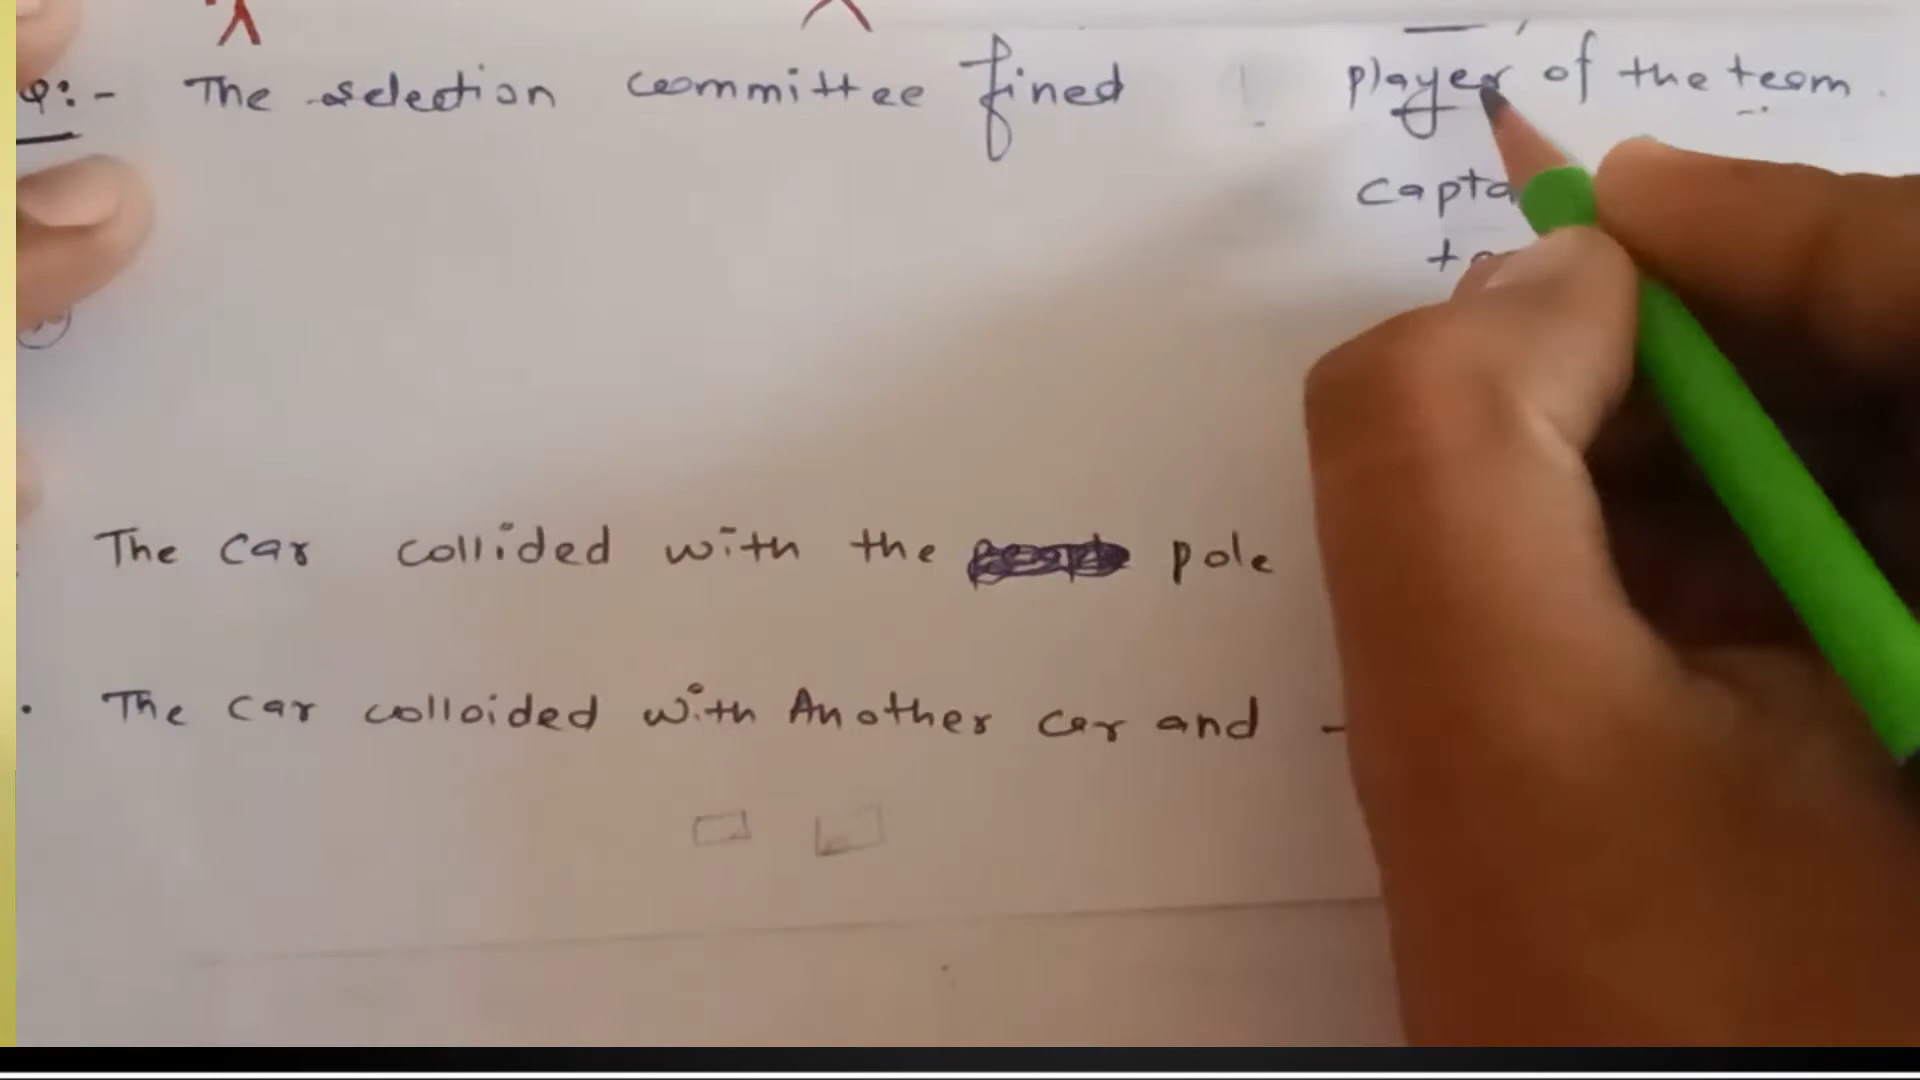 Q:- The selection committee fined player of the team.
The car collided with the pole
. The car colloided with Another car and -